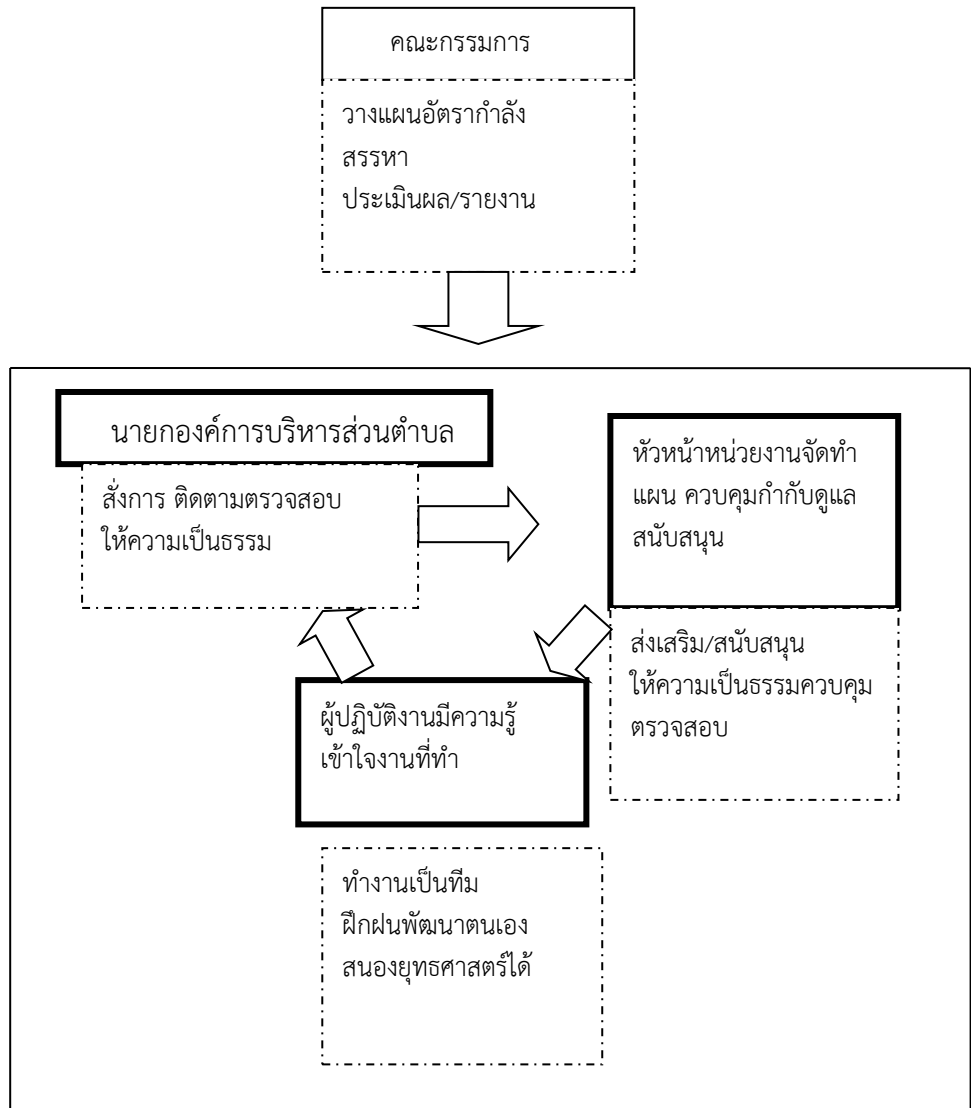 คณะกรรมการ
วางแผนอัตรากำลัง
สรรหา
ประเมินผล/รายงาน
นายกองค์การบริหารส่วนตำบล
สั่งการ ติดตามตรวจสอบ
ให้ความเป็นธรรม
หัวหน้าหน่วยงานจัดทำ
แผน ควบคุมกำกับดูแล
สนับสนุน
ส่งเสริม/สนับสนุน
ให้ความเป็นธรรมควบคุม
ตรวจสอบ
ผู้ปฏิบัติงานมีความรู้
เข้าใจงานที่ทำ
ทำงานเป็นทีม
ฝึกฝนพัฒนาตนเอง
สนองยุทธศาสตร์ได้